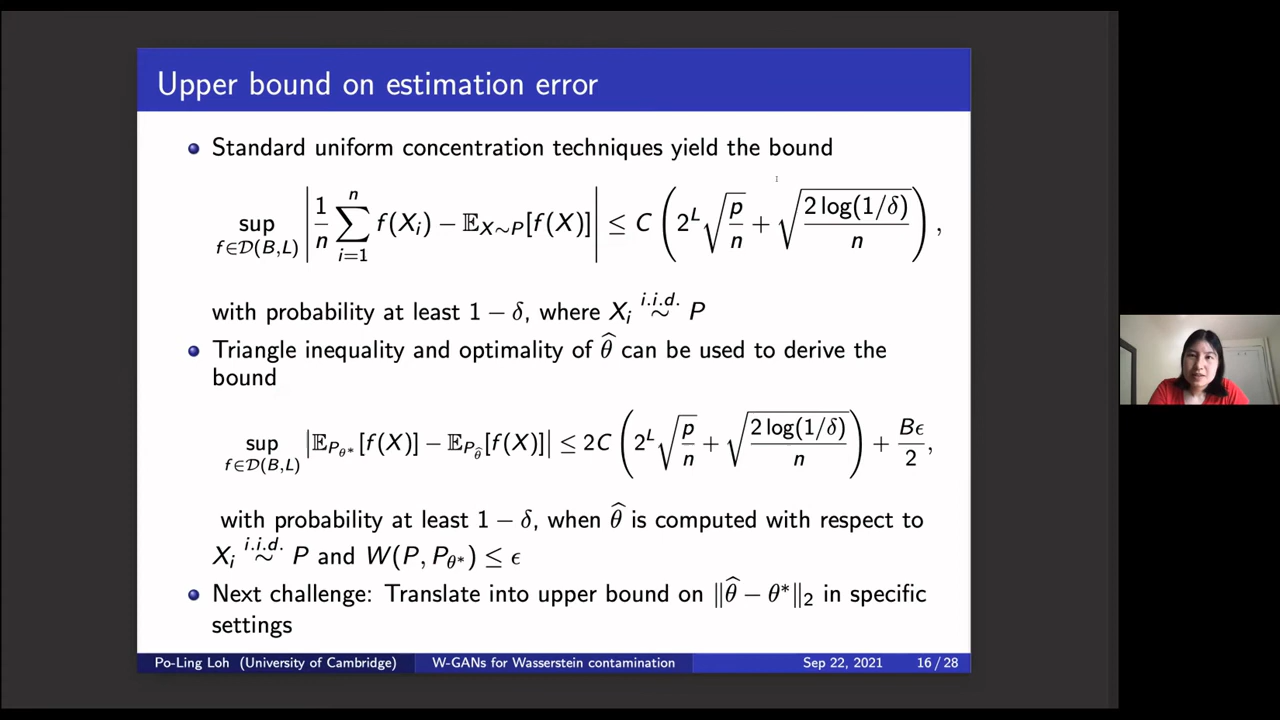 Upper bound on estimation error
Standard uniform concentration techniques yield the bound
sup_{f∈𝒟(B,L)} | 1/n ∑_{i=1}^{n} f(X_i) − 𝔼_{X∼P}[f(X)] | ≤ C ( 2^L √(p/n) + √(2 log(1/δ)/n) ) ,
with probability at least 1 − δ, where X_i i.i.d. ∼ P
Triangle inequality and optimality of θ̂ can be used to derive the
bound
sup_{f∈𝒟(B,L)} | 𝔼_{P_{θ*}}[f(X)] − 𝔼_{P_{θ̂}}[f(X)] | ≤ 2C ( 2^L √(p/n) + √(2 log(1/δ)/n) ) + Bϵ/2 ,
with probability at least 1 − δ, when θ̂ is computed with respect to
X_i i.i.d. ∼ P and W(P, P_{θ*}) ≤ ϵ
Next challenge: Translate into upper bound on ‖θ̂ − θ*‖_2 in specific
settings
Po-Ling Loh (University of Cambridge) W-GANs for Wasserstein contamination Sep 22, 2021 16 / 28